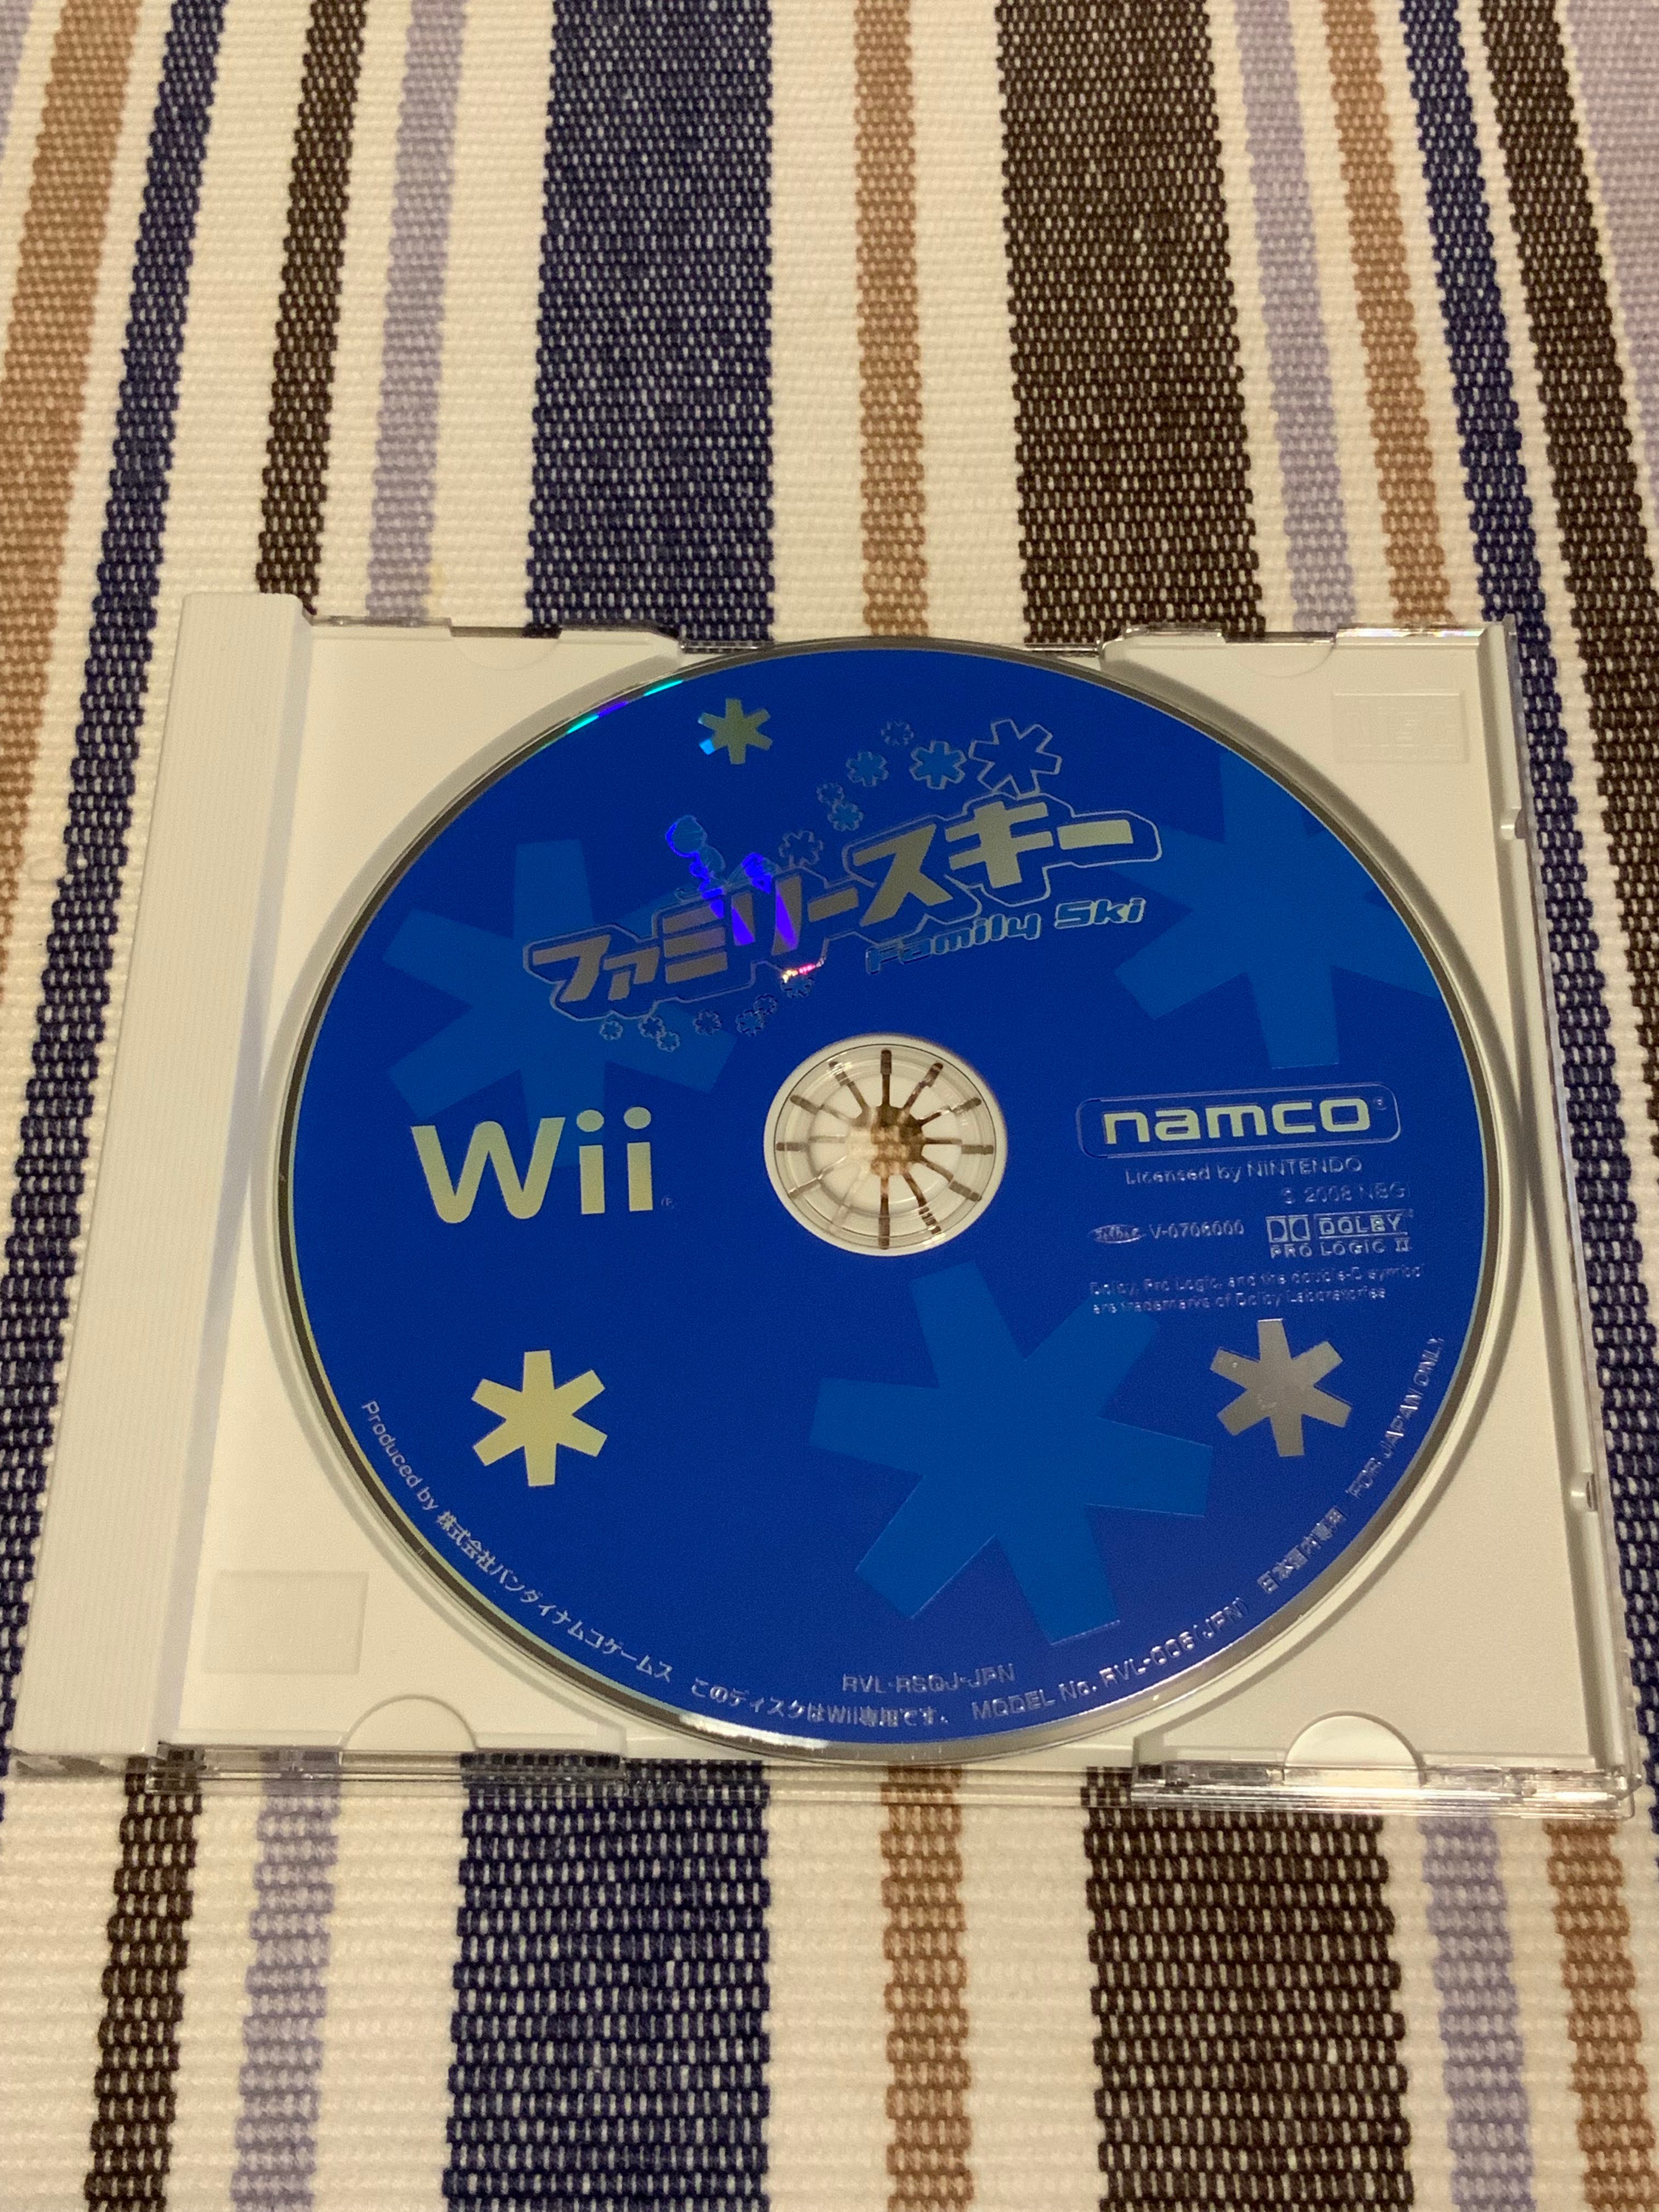 ファミリースキー
Family Ski
Wii
namco
Licensed by NINTENDO
© 2008 NBGI
V-0706000
DOLBY
PRO LOGIC II
Dolby, Pro Logic, and the double-D symbol
are trademarks of Dolby Laboratories
RVL-RSQJ-JPN
Produced by 株式会社バンダイナムコゲームス このディスクはWii専用です。 MODEL No. RVL-006(JPN) 日本国内専用 FOR JAPAN ONLY